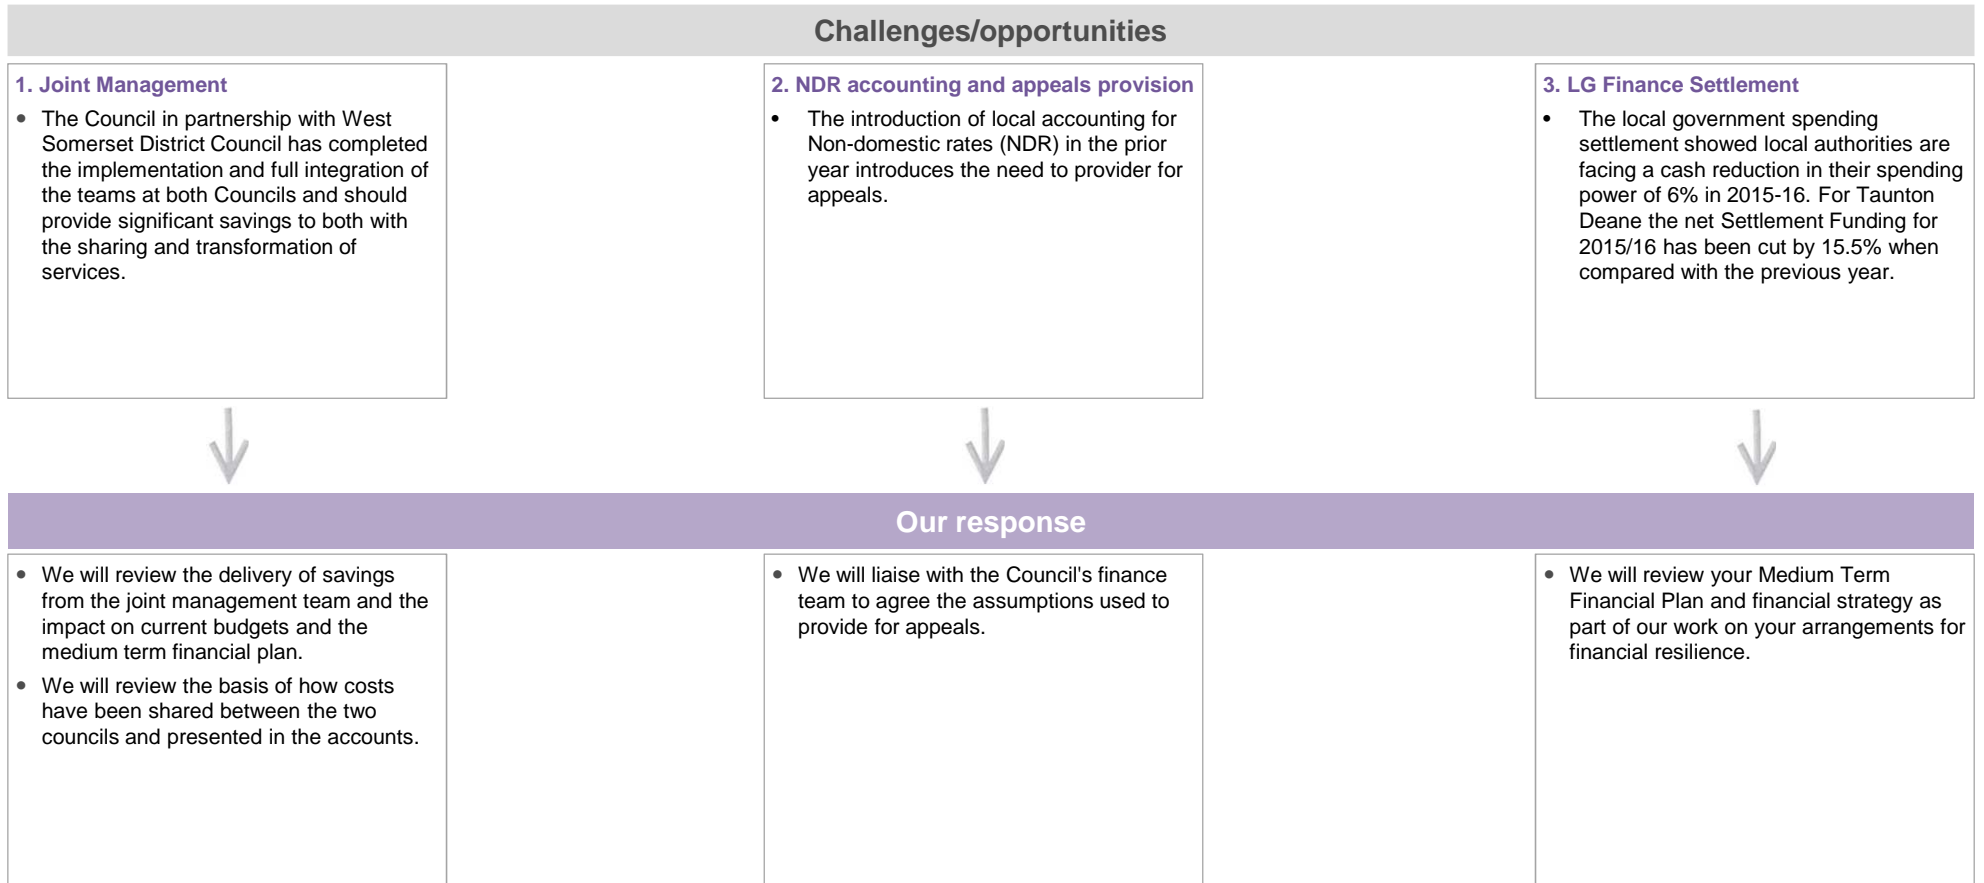 Challenges/opportunities
1. Joint Management
• The Council in partnership with West
Somerset District Council has completed
the implementation and full integration of
the teams at both Councils and should
provide significant savings to both with
the sharing and transformation of
services.
2. NDR accounting and appeals provision
• The introduction of local accounting for
Non-domestic rates (NDR) in the prior
year introduces the need to provider for
appeals.
3. LG Finance Settlement
• The local government spending
settlement showed local authorities are
facing a cash reduction in their spending
power of 6% in 2015-16. For Taunton
Deane the net Settlement Funding for
2015/16 has been cut by 15.5% when
compared with the previous year.
Our response
• We will review the delivery of savings
from the joint management team and the
impact on current budgets and the
medium term financial plan.
• We will review the basis of how costs
have been shared between the two
councils and presented in the accounts.
• We will liaise with the Council's finance
team to agree the assumptions used to
provide for appeals.
• We will review your Medium Term
Financial Plan and financial strategy as
part of our work on your arrangements for
financial resilience.